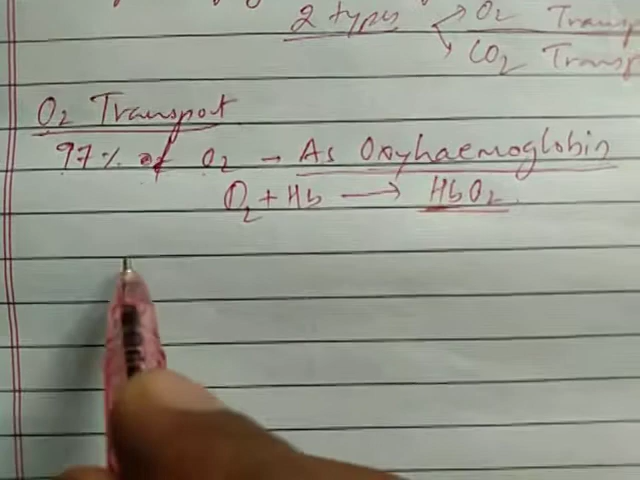 2 types O2 Transp
CO2 Transp
O2 Transport
97% of O2 → As Oxyhaemoglobin
O2 + Hb → HbO2